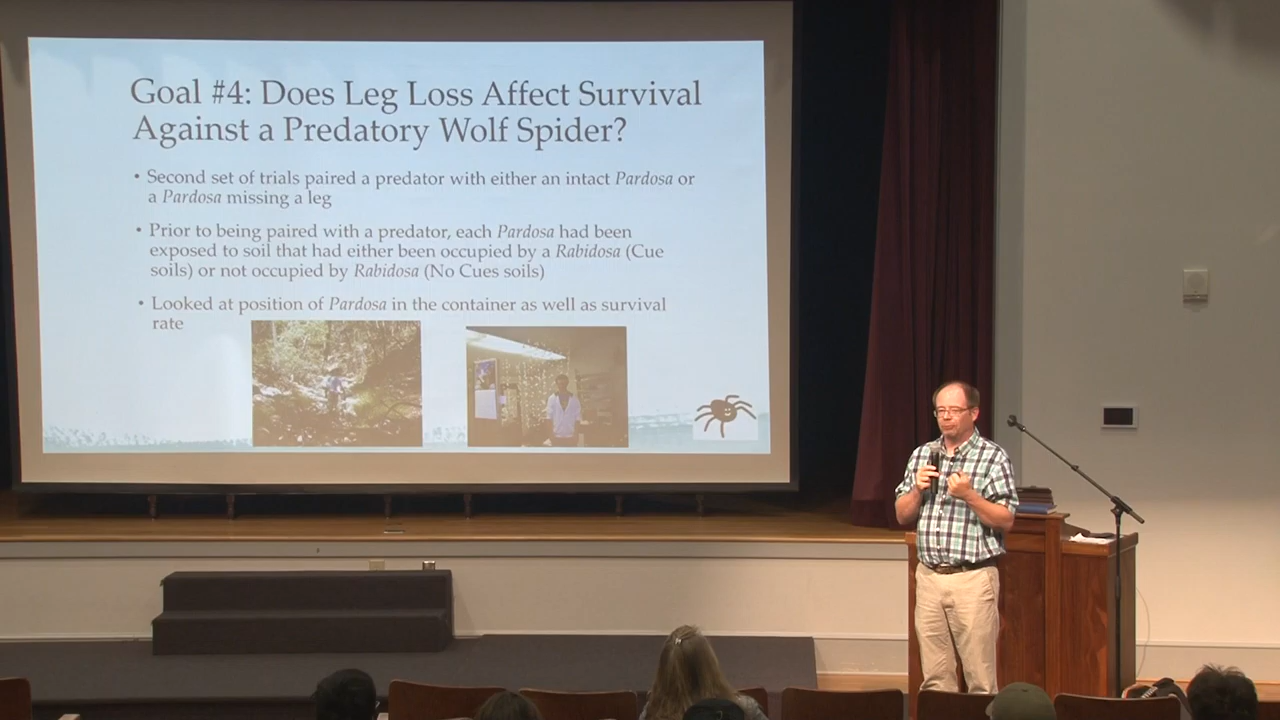 Goal #4: Does Leg Loss Affect Survival
Against a Predatory Wolf Spider?
• Second set of trials paired a predator with either an intact Pardosa or
a Pardosa missing a leg
• Prior to being paired with a predator, each Pardosa had been
exposed to soil that had either been occupied by a Rabidosa (Cue
soils) or not occupied by Rabidosa (No Cues soils)
• Looked at position of Pardosa in the container as well as survival
rate